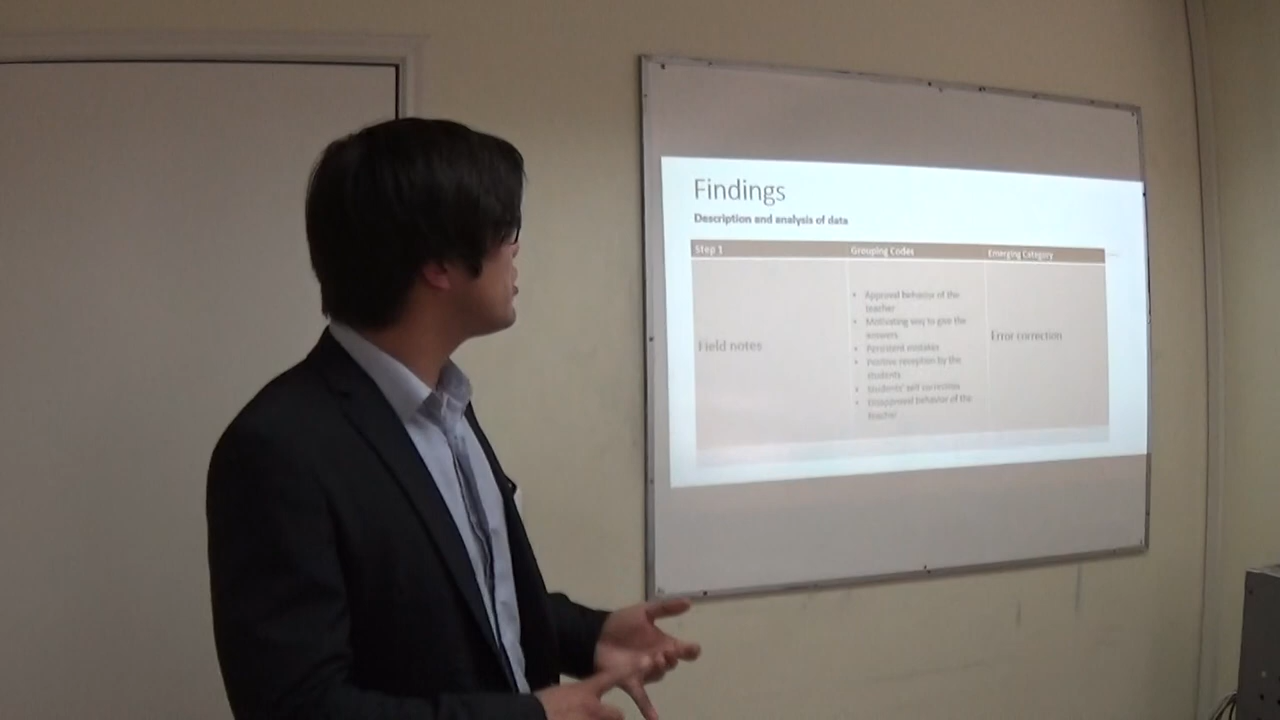 Findings
Description and analysis of data
Step 1
Grouping Codes
Emerging Category
Field notes
Approval behavior of the
teacher
Motivating way to give the
answers
Persistent mistakes
Positive reception by the
students
Students' self correction
Disapproval behavior of the
teacher
Error correction